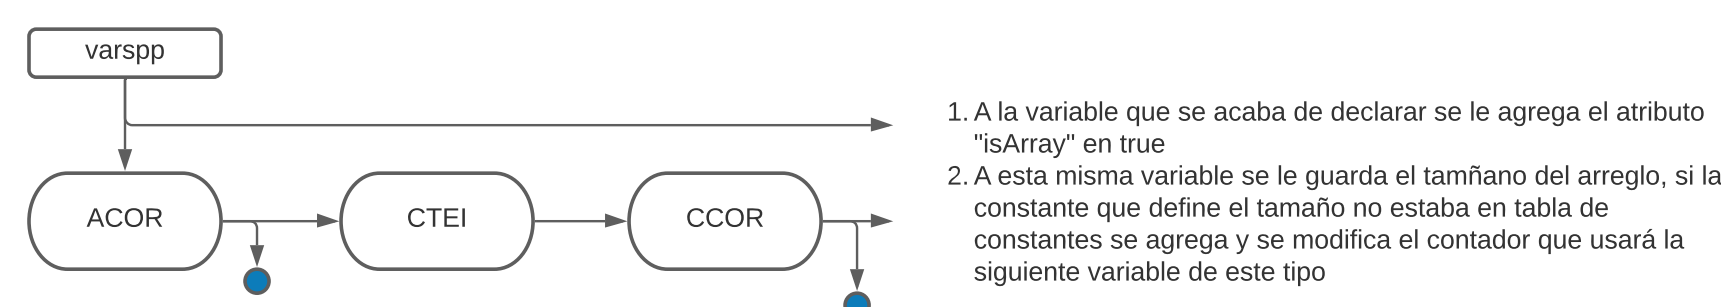 varspp
ACOR
CTEI
CCOR
1. A la variable que se acaba de declarar se le agrega el atributo
"isArray" en true
2. A esta misma variable se le guarda el tamñano del arreglo, si la
constante que define el tamaño no estaba en tabla de
constantes se agrega y se modifica el contador que usará la
siguiente variable de este tipo